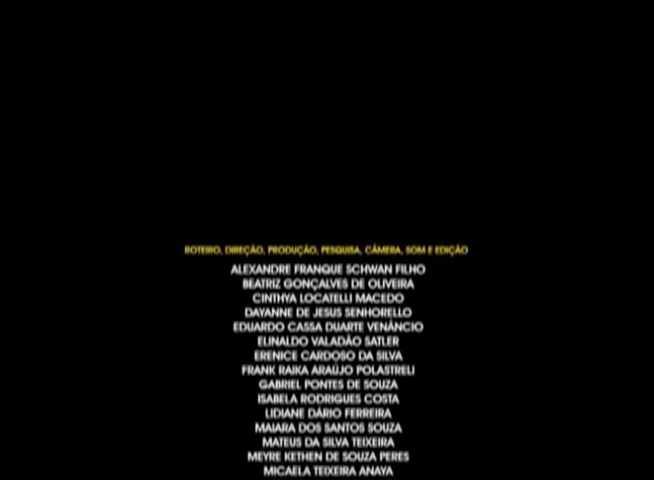 ROTEIRO, DIREÇÃO, PRODUÇÃO, PESQUISA, CÂMERA, SOM E EDIÇÃO
ALEXANDRE FRANQUE SCHWAN FILHO
BEATRIZ GONÇALVES DE OLIVEIRA
CINTHYA LOCATELLI MACEDO
DAYANNE DE JESUS SENHORELLO
EDUARDO CASSA DUARTE VENÂNCIO
ELINALDO VALADÃO SATLER
ERENICE CARDOSO DA SILVA
FRANK RAIKA ARAÚJO POLASTRELI
GABRIEL PONTES DE SOUZA
ISABELA RODRIGUES COSTA
LIDIANE DÁRIO FERREIRA
MAIARA DOS SANTOS SOUZA
MATEUS DA SILVA TEIXEIRA
MEYRE KETHEN DE SOUZA PERES
MICAELA TEIXEIRA ANAYA